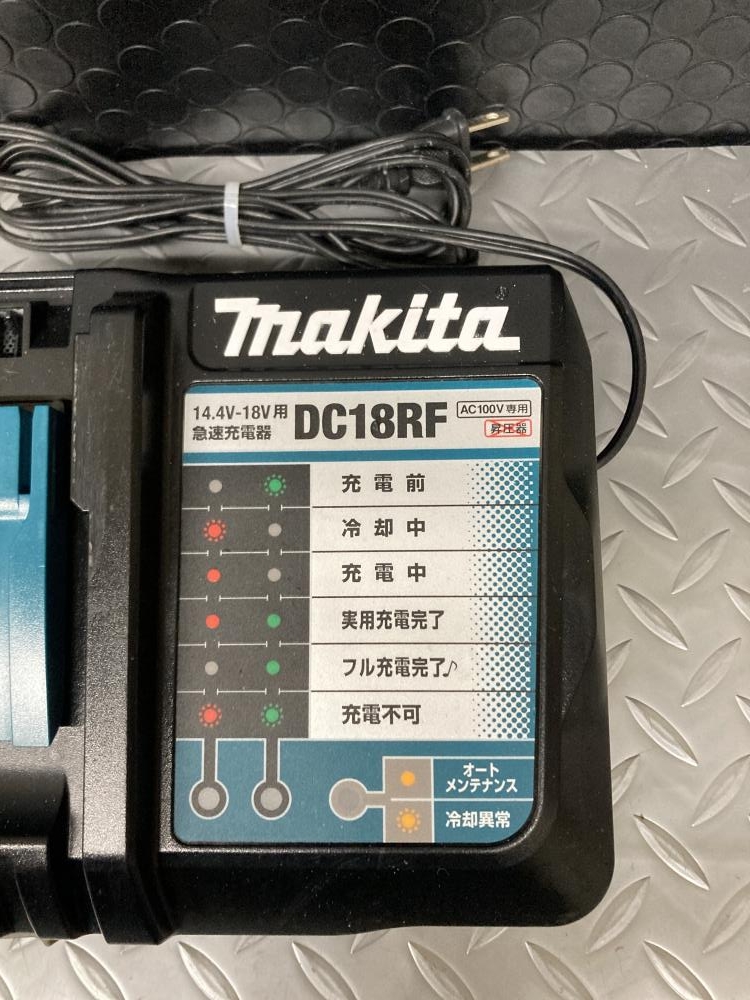 makita
14.4V-18V用
急速充電器
DC18RF
AC100V専用
昇圧器
充電前
冷却中
充電中
実用充電完了
フル充電完了♪
充電不可
オート
メンテナンス
冷却異常